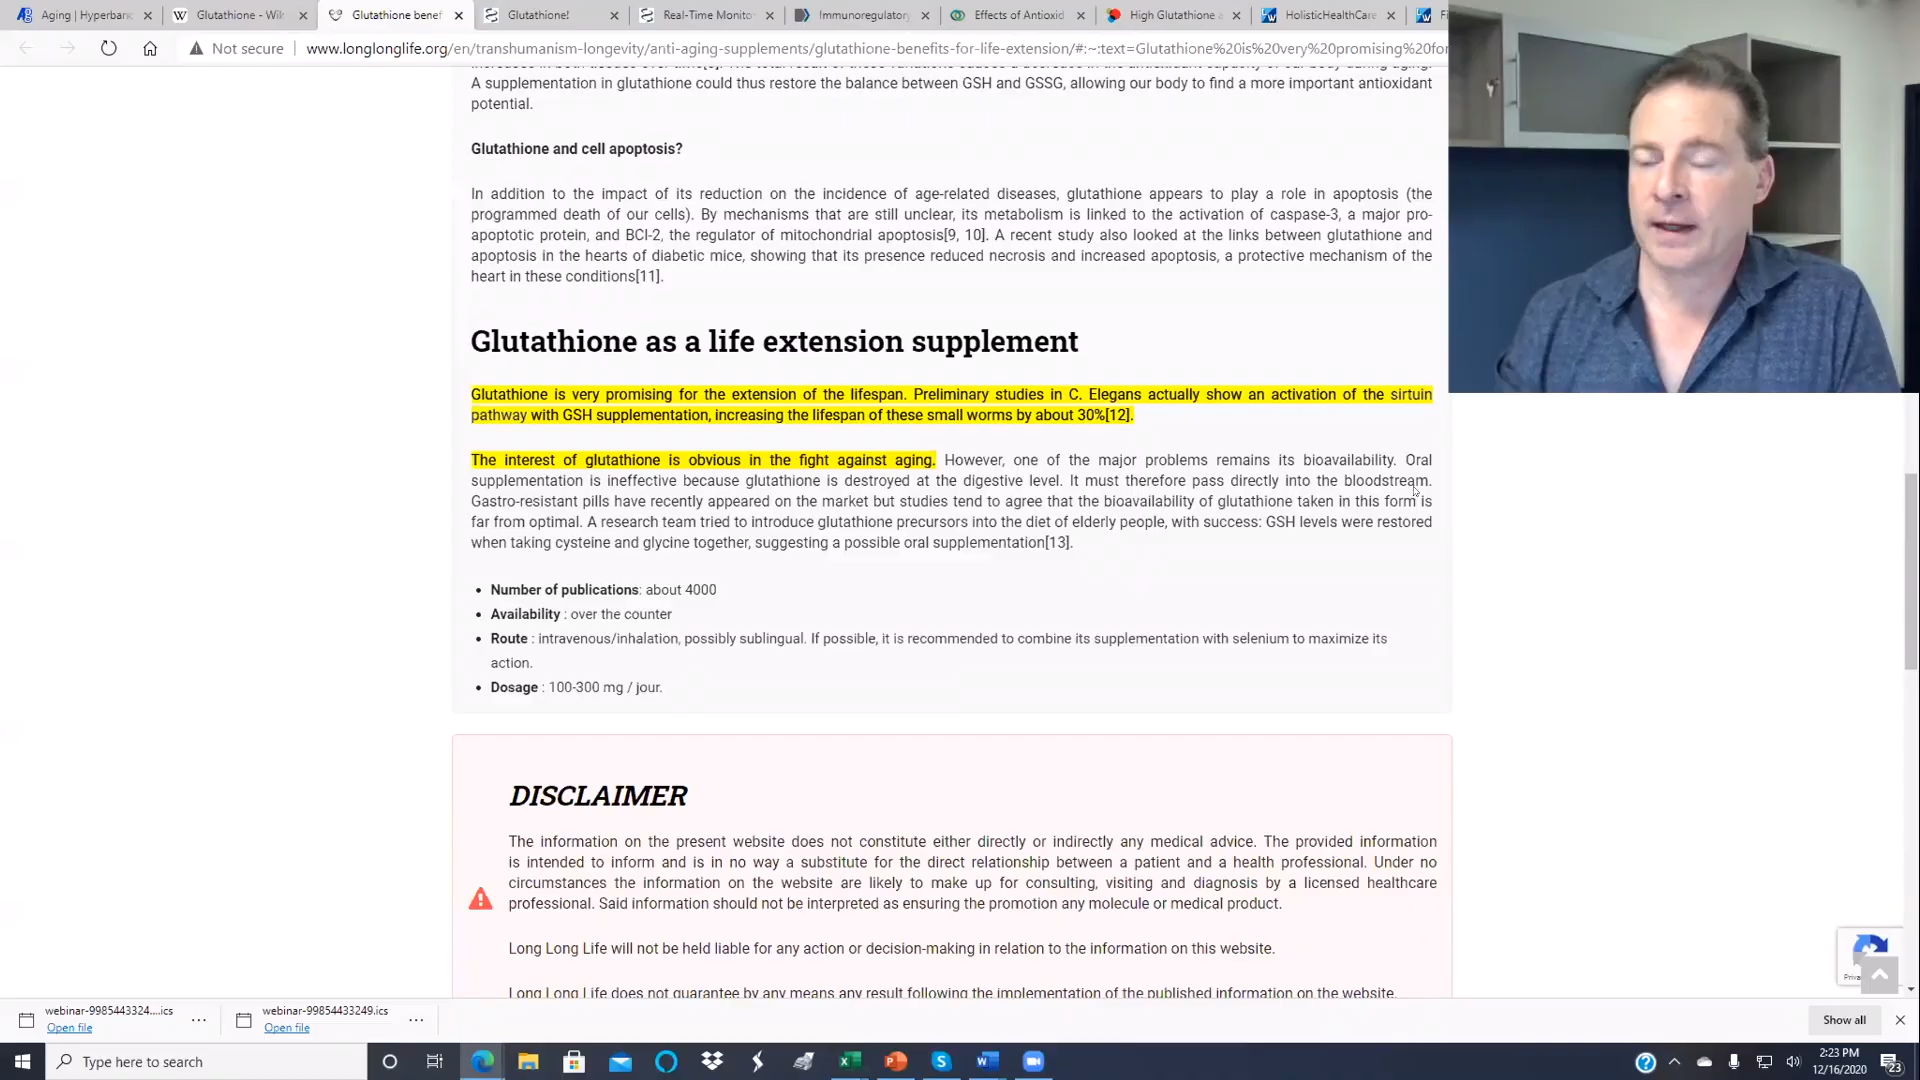 Aging | Hyperbari
Glutathione - Wik
Glutathione benef
Glutathione!
Real-Time Monito
Immunoregulatory
Effects of Antioxid
High Glutathione a
HolisticHealthCare
Not secure
www.longlonglife.org/en/transhumanism-longevity/anti-aging-supplements/glutathione-benefits-for-life-extension/#:~:text=Glutathione%20is%20very%20promising%20for
A supplementation in glutathione could thus restore the balance between GSH and GSSG, allowing our body to find a more important antioxidant
potential.
Glutathione and cell apoptosis?
In addition to the impact of its reduction on the incidence of age-related diseases, glutathione appears to play a role in apoptosis (the
programmed death of our cells). By mechanisms that are still unclear, its metabolism is linked to the activation of caspase-3, a major pro-
apoptotic protein, and BCl-2, the regulator of mitochondrial apoptosis[9, 10]. A recent study also looked at the links between glutathione and
apoptosis in the hearts of diabetic mice, showing that its presence reduced necrosis and increased apoptosis, a protective mechanism of the
heart in these conditions[11].
Glutathione as a life extension supplement
Glutathione is very promising for the extension of the lifespan. Preliminary studies in C. Elegans actually show an activation of the sirtuin
pathway with GSH supplementation, increasing the lifespan of these small worms by about 30%[12].
The interest of glutathione is obvious in the fight against aging. However, one of the major problems remains its bioavailability. Oral
supplementation is ineffective because glutathione is destroyed at the digestive level. It must therefore pass directly into the bloodstream.
Gastro-resistant pills have recently appeared on the market but studies tend to agree that the bioavailability of glutathione taken in this form is
far from optimal. A research team tried to introduce glutathione precursors into the diet of elderly people, with success: GSH levels were restored
when taking cysteine and glycine together, suggesting a possible oral supplementation[13].
• Number of publications: about 4000
• Availability : over the counter
• Route : intravenous/inhalation, possibly sublingual. If possible, it is recommended to combine its supplementation with selenium to maximize its
action.
• Dosage : 100-300 mg / jour.
DISCLAIMER
The information on the present website does not constitute either directly or indirectly any medical advice. The provided information
is intended to inform and is in no way a substitute for the direct relationship between a patient and a health professional. Under no
circumstances the information on the website are likely to make up for consulting, visiting and diagnosis by a licensed healthcare
professional. Said information should not be interpreted as ensuring the promotion any molecule or medical product.
Long Long Life will not be held liable for any action or decision-making in relation to the information on this website.
Long Long Life does not guarantee by any means any result following the implementation of the published information on the website.
webinar-9985443324....ics
Open file
webinar-99854433249.ics
Open file
Show all
Type here to search
2:23 PM
12/16/2020
23